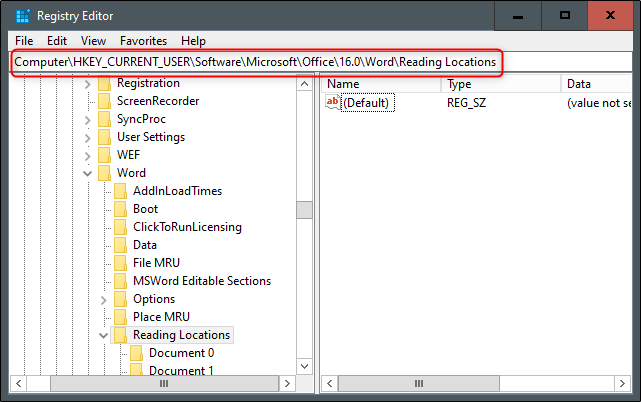 Registry Editor
File Edit View Favorites Help
Computer\HKEY_CURRENT_USER\Software\Microsoft\Office\16.0\Word\Reading Locations
Registration
ScreenRecorder
SyncProc
User Settings
WEF
Word
AddInLoadTimes
Boot
ClickToRunLicensing
Data
File MRU
MSWord Editable Sections
Options
Place MRU
Reading Locations
Document 0
Document 1
Name Type Data
ab (Default) REG_SZ (value not se